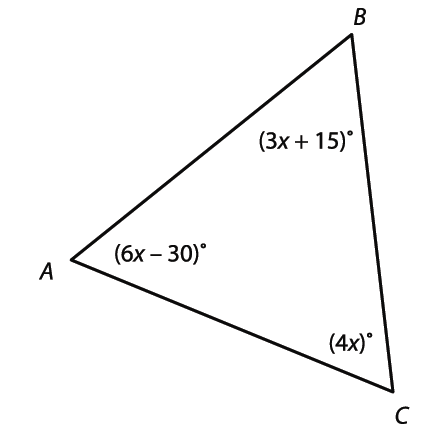 B
(3x + 15)°
(6x – 30)°
A
(4x)°
C